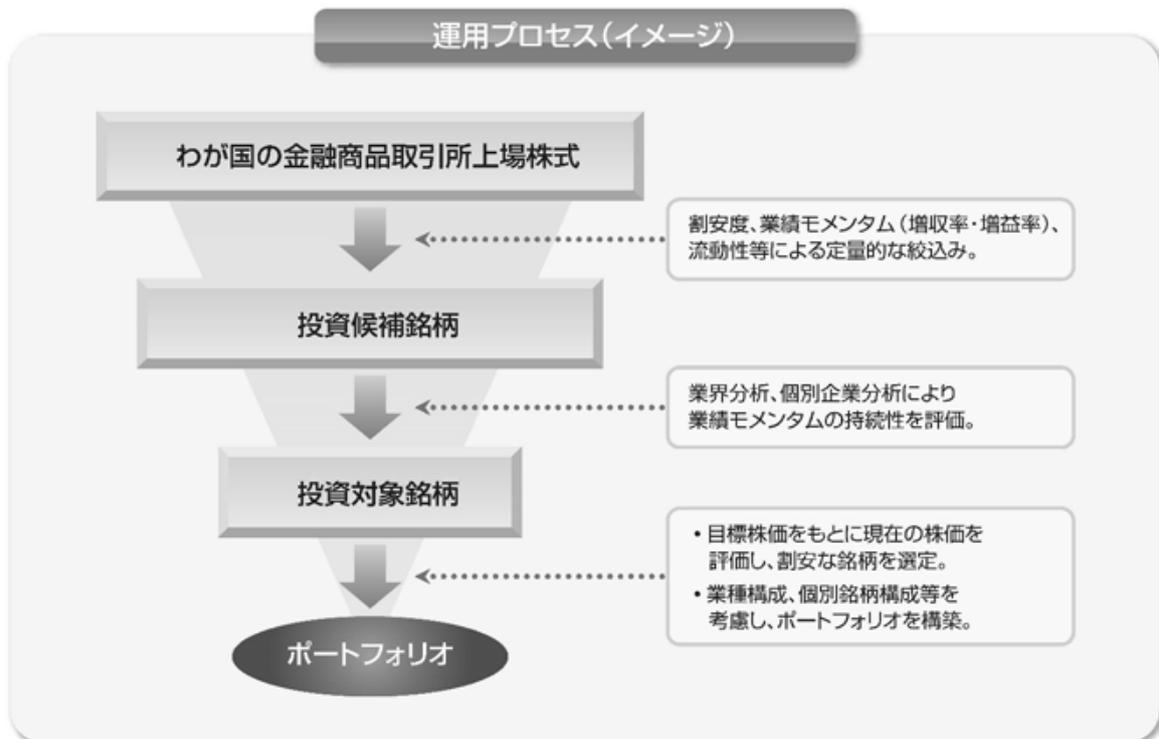 運用プロセス(イメージ)
わが国の金融商品取引所上場株式
割安度、業績モメンタム(増収率・増益率)、
流動性等による定量的な絞込み。
投資候補銘柄
業界分析、個別企業分析により
業績モメンタムの持続性を評価。
投資対象銘柄
・目標株価をもとに現在の株価を
評価し、割安な銘柄を選定。
・業種構成、個別銘柄構成等を
考慮し、ポートフォリオを構築。
ポートフォリオ